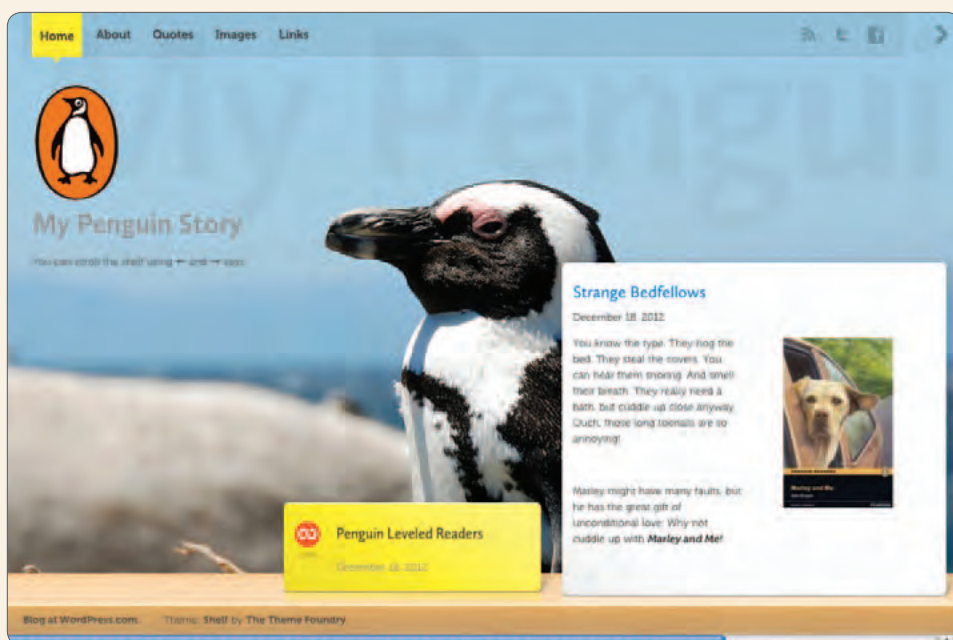 Home About Quotes Images Links
My Pengui
My Penguin Story
You can scroll the shelf using ← and → keys
Strange Bedfellows
December 18, 2012
You know the type. They hog the
bed. They steal the covers. You
can hear them snoring. And smell
their breath. They really need a
bath, but cuddle up close anyway.
Ouch, those long toenails are so
annoying!
Marley and Me
Marley might have many faults, but
he has the great gift of
unconditional love. Why not
cuddle up with Marley and Me?
Penguin Leveled Readers
December 18, 2012
Blog at WordPress.com. Theme: Shelf by The Theme Foundry